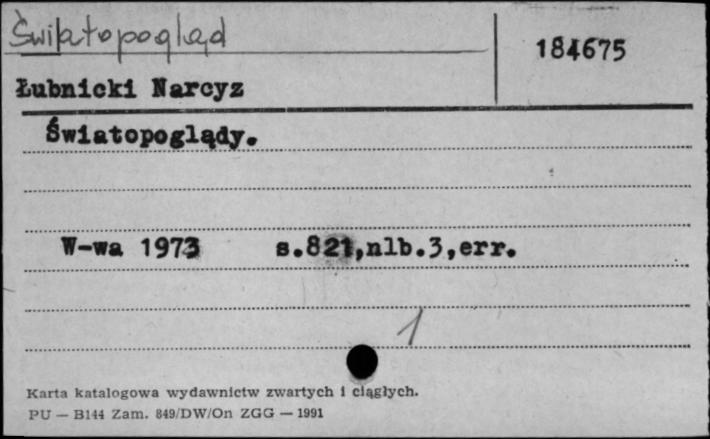 Światopogląd
184675
Łubnicki Narcyz
Światopoglądy.
W-wa 1973 s.821,nlb.3,err.
1
Karta katalogowa wydawnictw zwartych i ciągłych.
PU — B144 Zam. 849/DW/On ZGG — 1991